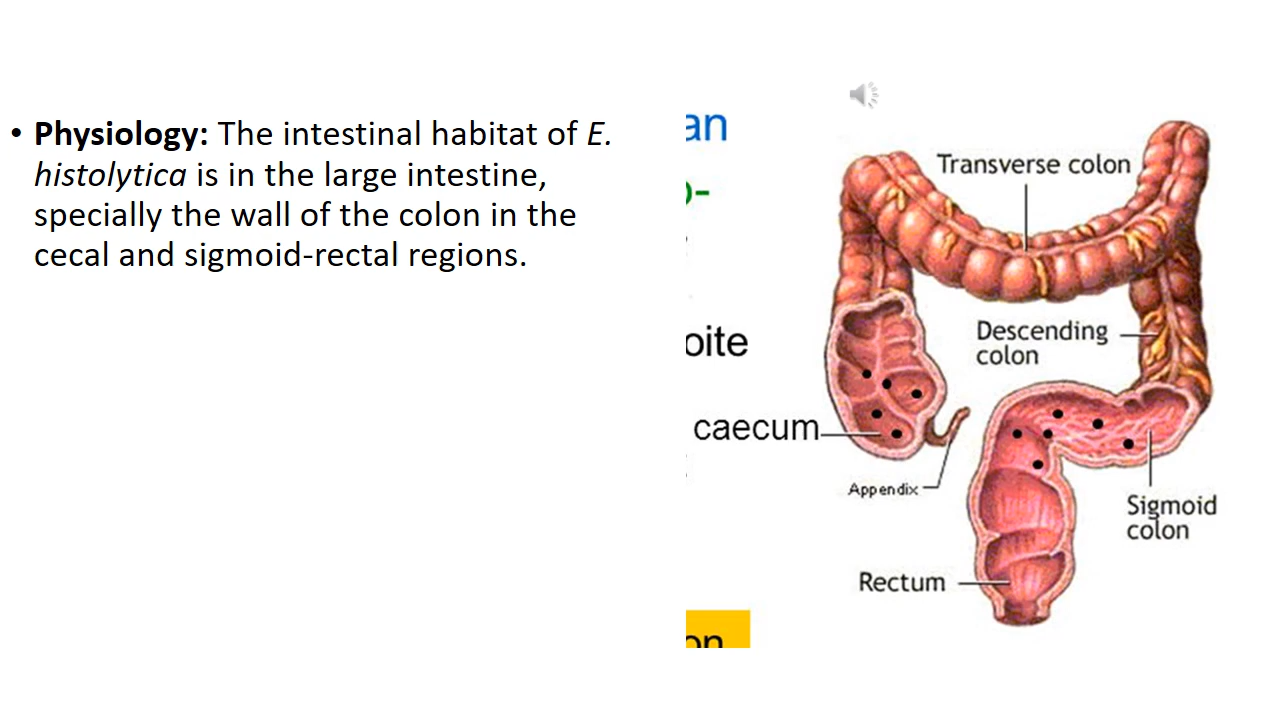 • Physiology: The intestinal habitat of E.
histolytica is in the large intestine,
specially the wall of the colon in the
cecal and sigmoid-rectal regions.
an
Transverse colon
oite
Descending
colon
caecum
Appendix
Sigmoid
colon
Rectum
on